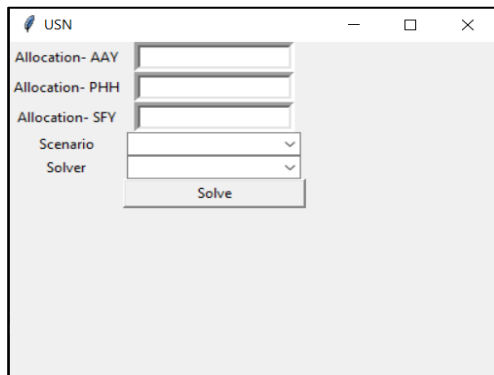 USN
Allocation- AAY
Allocation- PHH
Allocation- SFY
Scenario
Solver
Solve